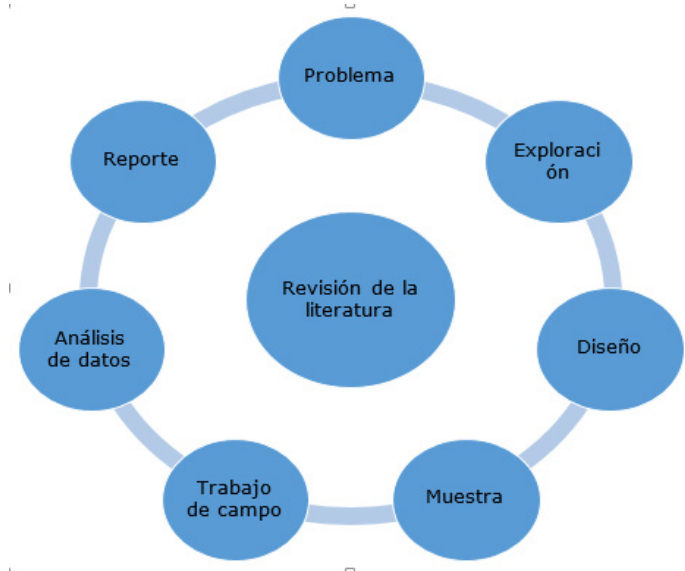 Problema
Exploraci
ón
Diseño
Muestra
Trabajo
de campo
Análisis
de datos
Reporte
Revisión de la
literatura